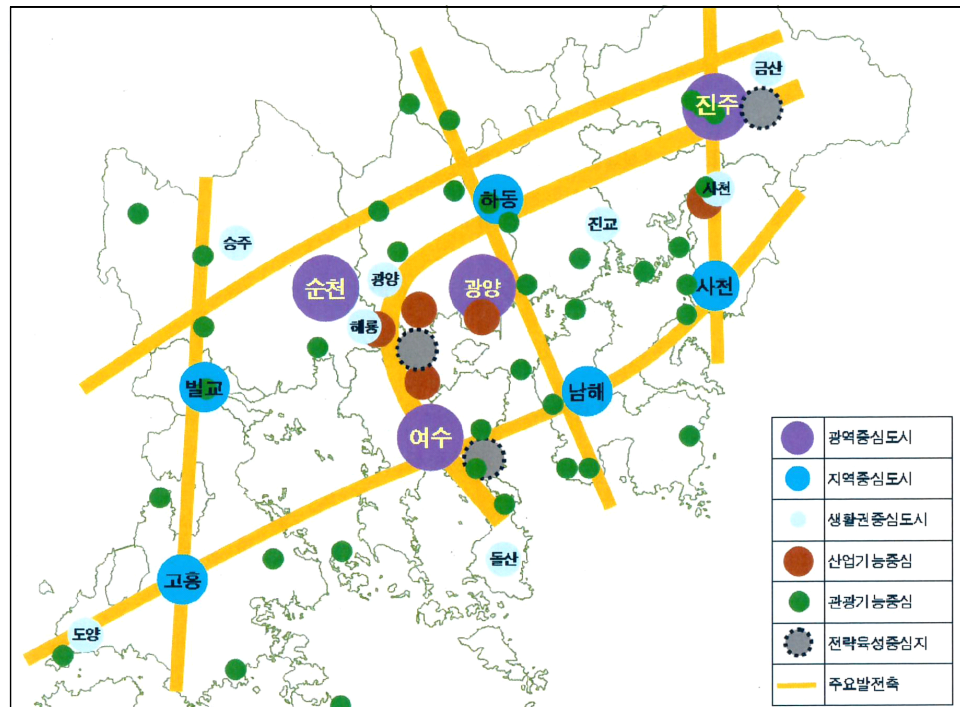 금산
진주
사천
하동
승주
진교
순천
광양
광양
사천
해룡
벌교
남해
여수
돌산
고흥
도양
광역중심도시
지역중심도시
생활권중심도시
산업기능중심
관광기능중심
전략육성중심지
주요발전축